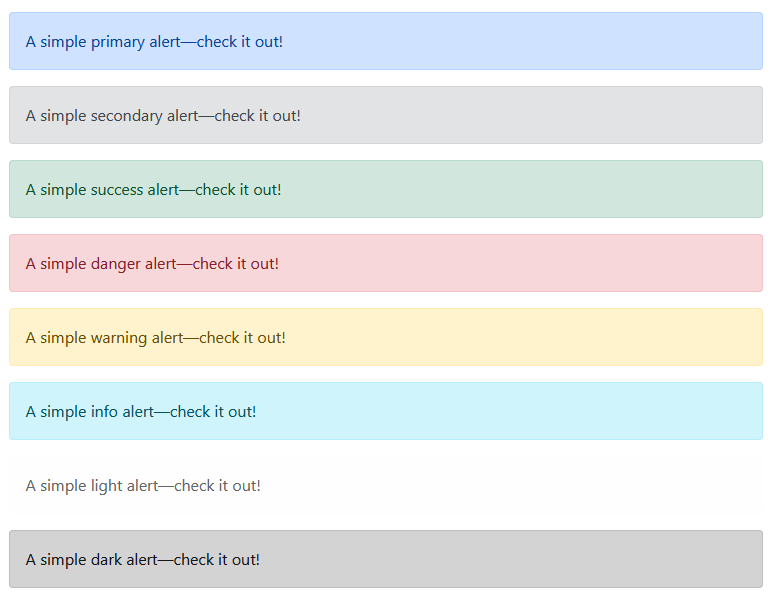 A simple primary alert—check it out!
A simple secondary alert—check it out!
A simple success alert—check it out!
A simple danger alert—check it out!
A simple warning alert—check it out!
A simple info alert—check it out!
A simple light alert—check it out!
A simple dark alert—check it out!